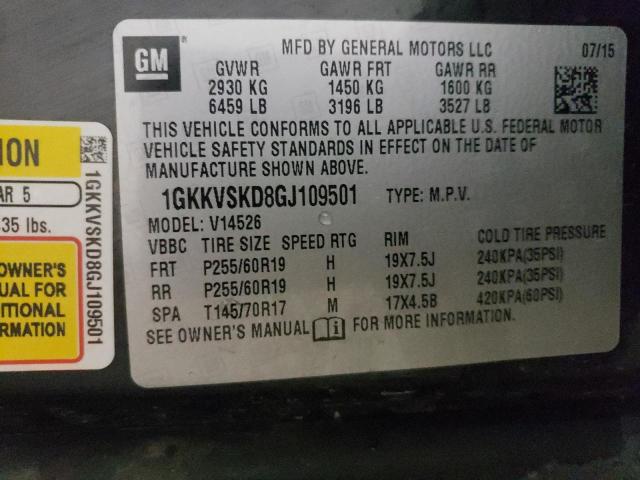 GM
MFD BY GENERAL MOTORS LLC 07/15
GVWR GAWR FRT GAWR RR
2930 KG 1450 KG 1600 KG
6459 LB 3196 LB 3527 LB
THIS VEHICLE CONFORMS TO ALL APPLICABLE U.S. FEDERAL MOTOR
VEHICLE SAFETY STANDARDS IN EFFECT ON THE DATE OF
MANUFACTURE SHOWN ABOVE.
1GKKVSKD8GJ109501 TYPE: M.P.V.
MODEL: V14526
VBBC TIRE SIZE SPEED RTG RIM COLD TIRE PRESSURE
FRT P255/60R19 H 19X7.5J 240KPA(35PSI)
RR P255/60R19 H 19X7.5J 240KPA(35PSI)
SPA T145/70R17 M 17X4.5B 420KPA(60PSI)
SEE OWNER'S MANUAL FOR MORE INFORMATION.
ION
AR 5
35 lbs.
OWNER'S
UAL FOR
ITIONAL
RMATION
1GKKVSKD8GJ109501